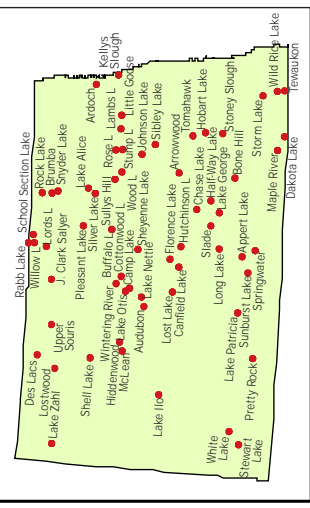 Kellys
Slough
Ardoch
Lambs L
Little Goose
Wild Rice Lake
Tewaukon
Storm Lake
Stoney Slough
Hobart Lake
Tomahawk
Johnson Lake
Sibley Lake
Stump L
Rose L
Lake Alice
School Section Lake
Rock Lake
Brumba
Snyder Lake
Silver Lake
Sullys Hill
Wood L
Arrowwood
Chase Lake
Half-Way Lake
Lake George
Bone Hill
Maple River
Dakota Lake
Rabb Lake
Willow L
Lords L
J. Clark Salyer
Pleasant Lake
Buffalo L
Cottonwood L
Camp Lake
Sheyenne Lake
Lake Nettie
Florence Lake
Hutchinson L
Slade
Appert Lake
Springwater
Long Lake
Canfield Lake
Lost Lake
Audubon
Wintering River
Lake Otis
Hiddenwood
McLean
Upper
Souris
Des Lacs
Lostwood
Lake Zahl
Shell Lake
Lake Ilo
Sunburst Lake
Lake Patricia
Pretty Rock
White
Lake
Stewart
Lake